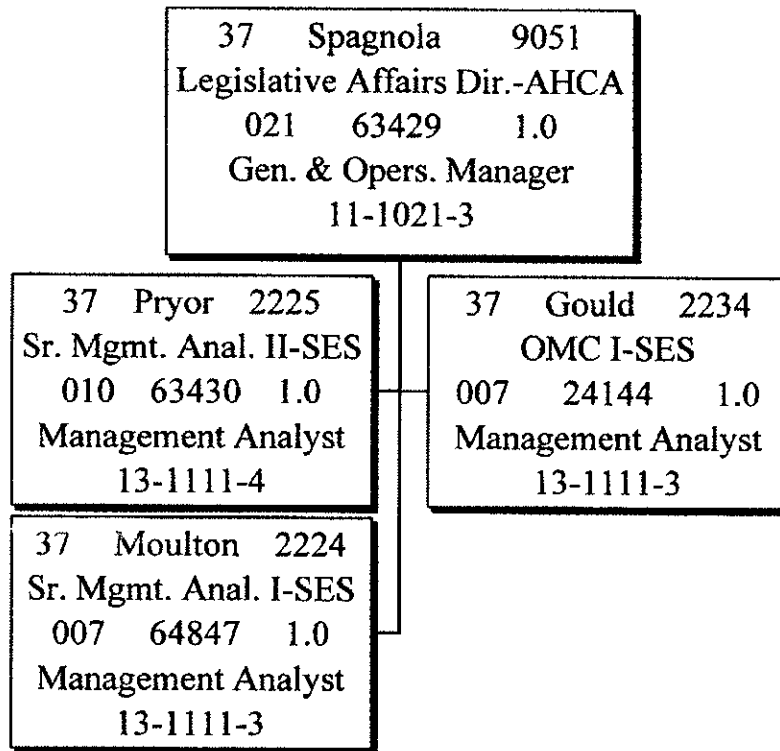 37 Spagnola 9051
Legislative Affairs Dir.-AHCA
021 63429 1.0
Gen. & Opers. Manager
11-1021-3
37 Pryor 2225
Sr. Mgmt. Anal. II-SES
010 63430 1.0
Management Analyst
13-1111-4
37 Gould 2234
OMC I-SES
007 24144 1.0
Management Analyst
13-1111-3
37 Moulton 2224
Sr. Mgmt. Anal. I-SES
007 64847 1.0
Management Analyst
13-1111-3